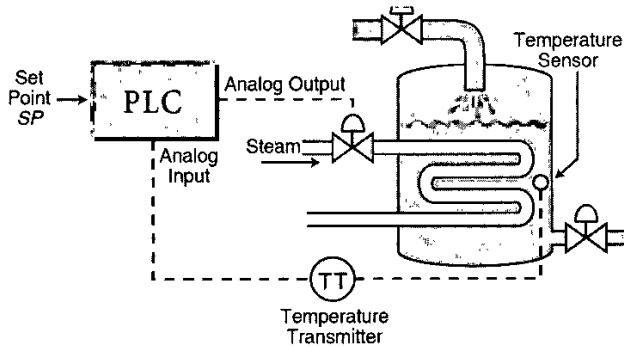 Temperature
Sensor
Set
Point
SP
PLC
Analog Output
Steam
Analog
Input
TT
Temperature
Transmitter